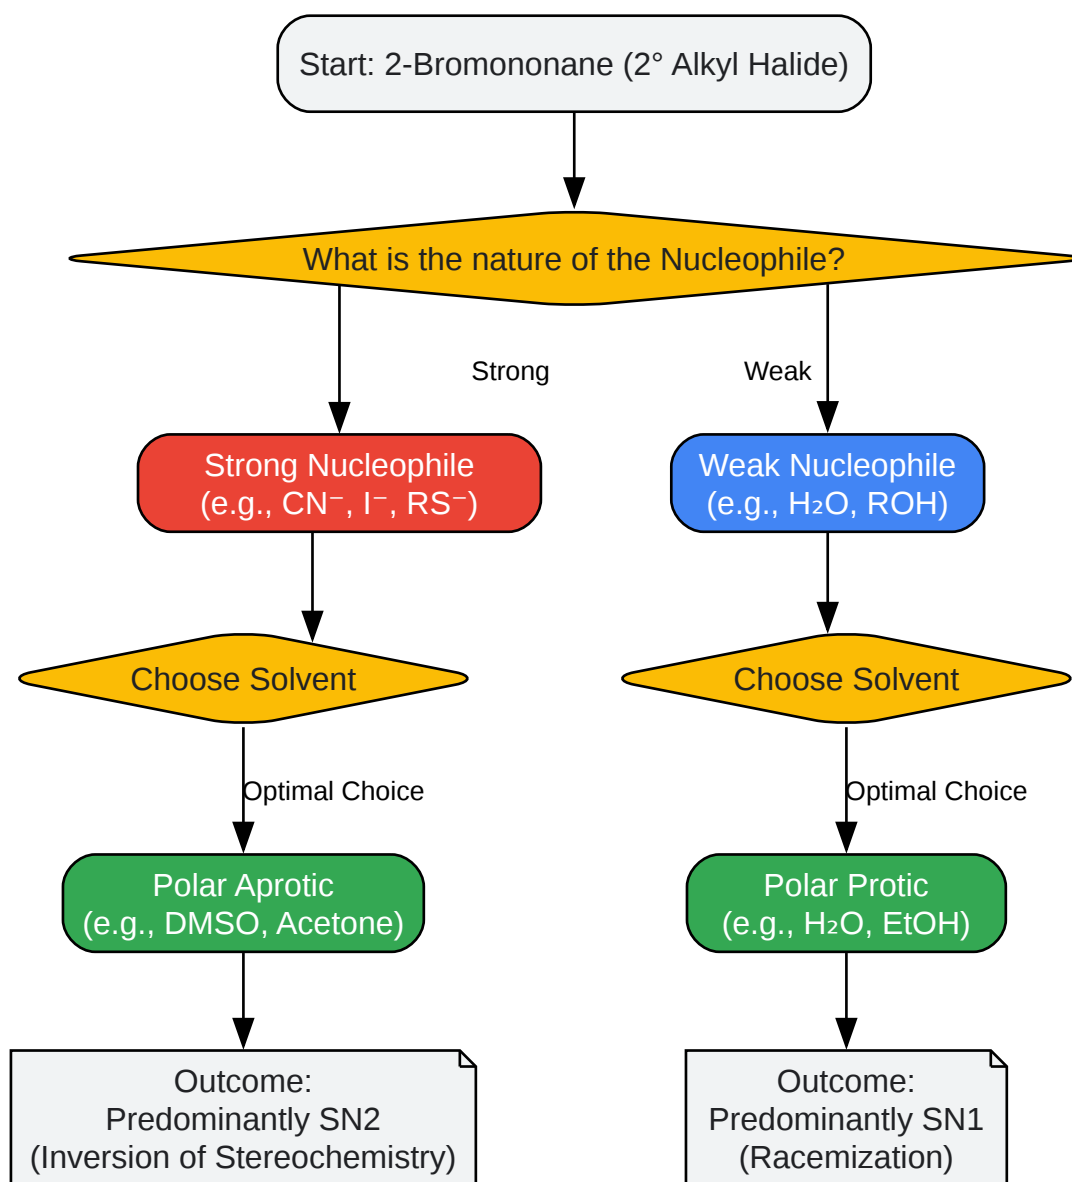 Start: 2-Bromononane (2° Alkyl Halide)
What is the nature of the Nucleophile?
Strong
Weak
Strong Nucleophile
(e.g., CN⁻, I⁻, RS⁻)
Weak Nucleophile
(e.g., H₂O, ROH)
Choose Solvent
Choose Solvent
Optimal Choice
Optimal Choice
Polar Aprotic
(e.g., DMSO, Acetone)
Polar Protic
(e.g., H₂O, EtOH)
Outcome:
Predominantly SN2
(Inversion of Stereochemistry)
Outcome:
Predominantly SN1
(Racemization)